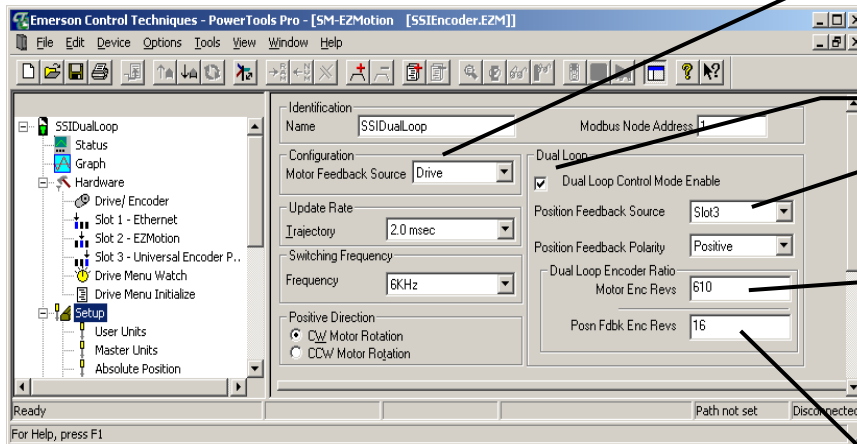 Emerson Control Techniques - PowerTools Pro - [SM-EZMotion [SSIEncoder.EZM]]
File Edit Device Options Tools View Window Help
SSIDualLoop
Status
Graph
Hardware
Drive/ Encoder
Slot 1 - Ethernet
Slot 2 - EZMotion
Slot 3 - Universal Encoder P..
Drive Menu Watch
Drive Menu Initialize
Setup
User Units
Master Units
Absolute Position
Identification
Name SSIDualLoop Modbus Node Address 1
Configuration
Motor Feedback Source Drive
Update Rate
Trajectory 2.0 msec
Switching Frequency
Frequency 6KHz
Positive Direction
CW Motor Rotation
CCW Motor Rotation
Dual Loop
Dual Loop Control Mode Enable
Position Feedback Source Slot3
Position Feedback Polarity Positive
Dual Loop Encoder Ratio
Motor Enc Revs 610
Posn Fdbk Enc Revs 16
Ready Path not set Disconnected
For Help, press F1